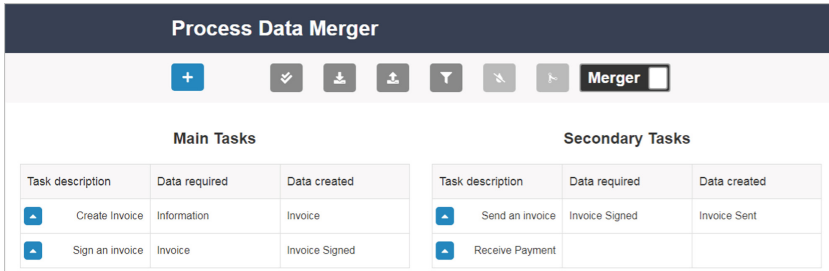 Process Data Merger
Merger
Main Tasks
Task description Data required Data created
Create Invoice Information Invoice
Sign an invoice Invoice Invoice Signed
Secondary Tasks
Task description Data required Data created
Send an invoice Invoice Signed Invoice Sent
Receive Payment